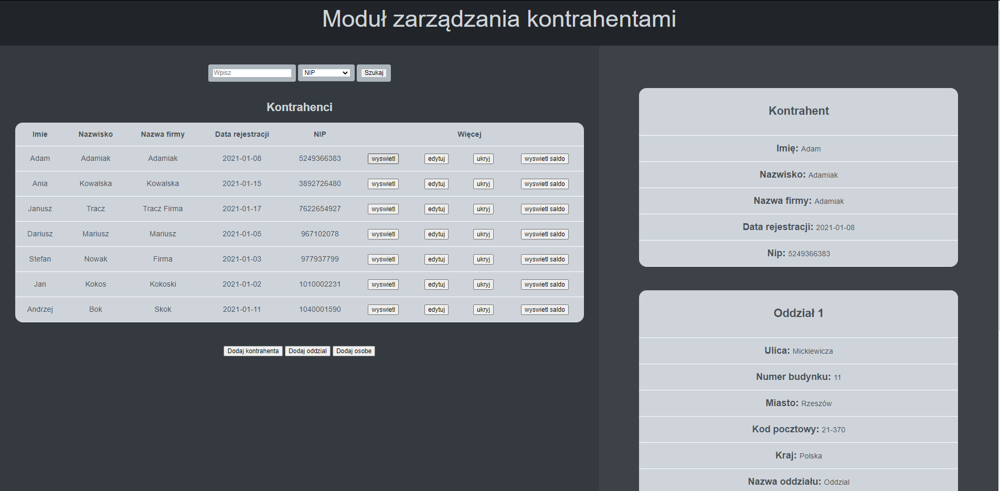 Moduł zarządzania kontrahentami
Wpisz NIP Szukaj
Kontrahenci
Imie Nazwisko Nazwa firmy Data rejestracji NIP Więcej
Adam Adamiak Adamiak 2021-01-08 5249366383 wyswietl edytuj ukryj wyswietl saldo
Ania Kowalska Kowalska 2021-01-15 3892726480 wyswietl edytuj ukryj wyswietl saldo
Janusz Tracz Tracz Firma 2021-01-17 7622654927 wyswietl edytuj ukryj wyswietl saldo
Dariusz Mariusz Mariusz 2021-01-05 967102078 wyswietl edytuj ukryj wyswietl saldo
Stefan Nowak Firma 2021-01-03 977937799 wyswietl edytuj ukryj wyswietl saldo
Jan Kokos Kokoski 2021-01-02 1010002231 wyswietl edytuj ukryj wyswietl saldo
Andrzej Bok Skok 2021-01-11 1040001590 wyswietl edytuj ukryj wyswietl saldo
Dodaj kontrahenta Dodaj oddzial Dodaj osobe
Kontrahent
Imię: Adam
Nazwisko: Adamiak
Nazwa firmy: Adamiak
Data rejestracji: 2021-01-08
Nip: 5249366383
Oddział 1
Ulica: Mickiewicza
Numer budynku: 11
Miasto: Rzeszów
Kod pocztowy: 21-370
Kraj: Polska
Nazwa oddziału: Oddzial